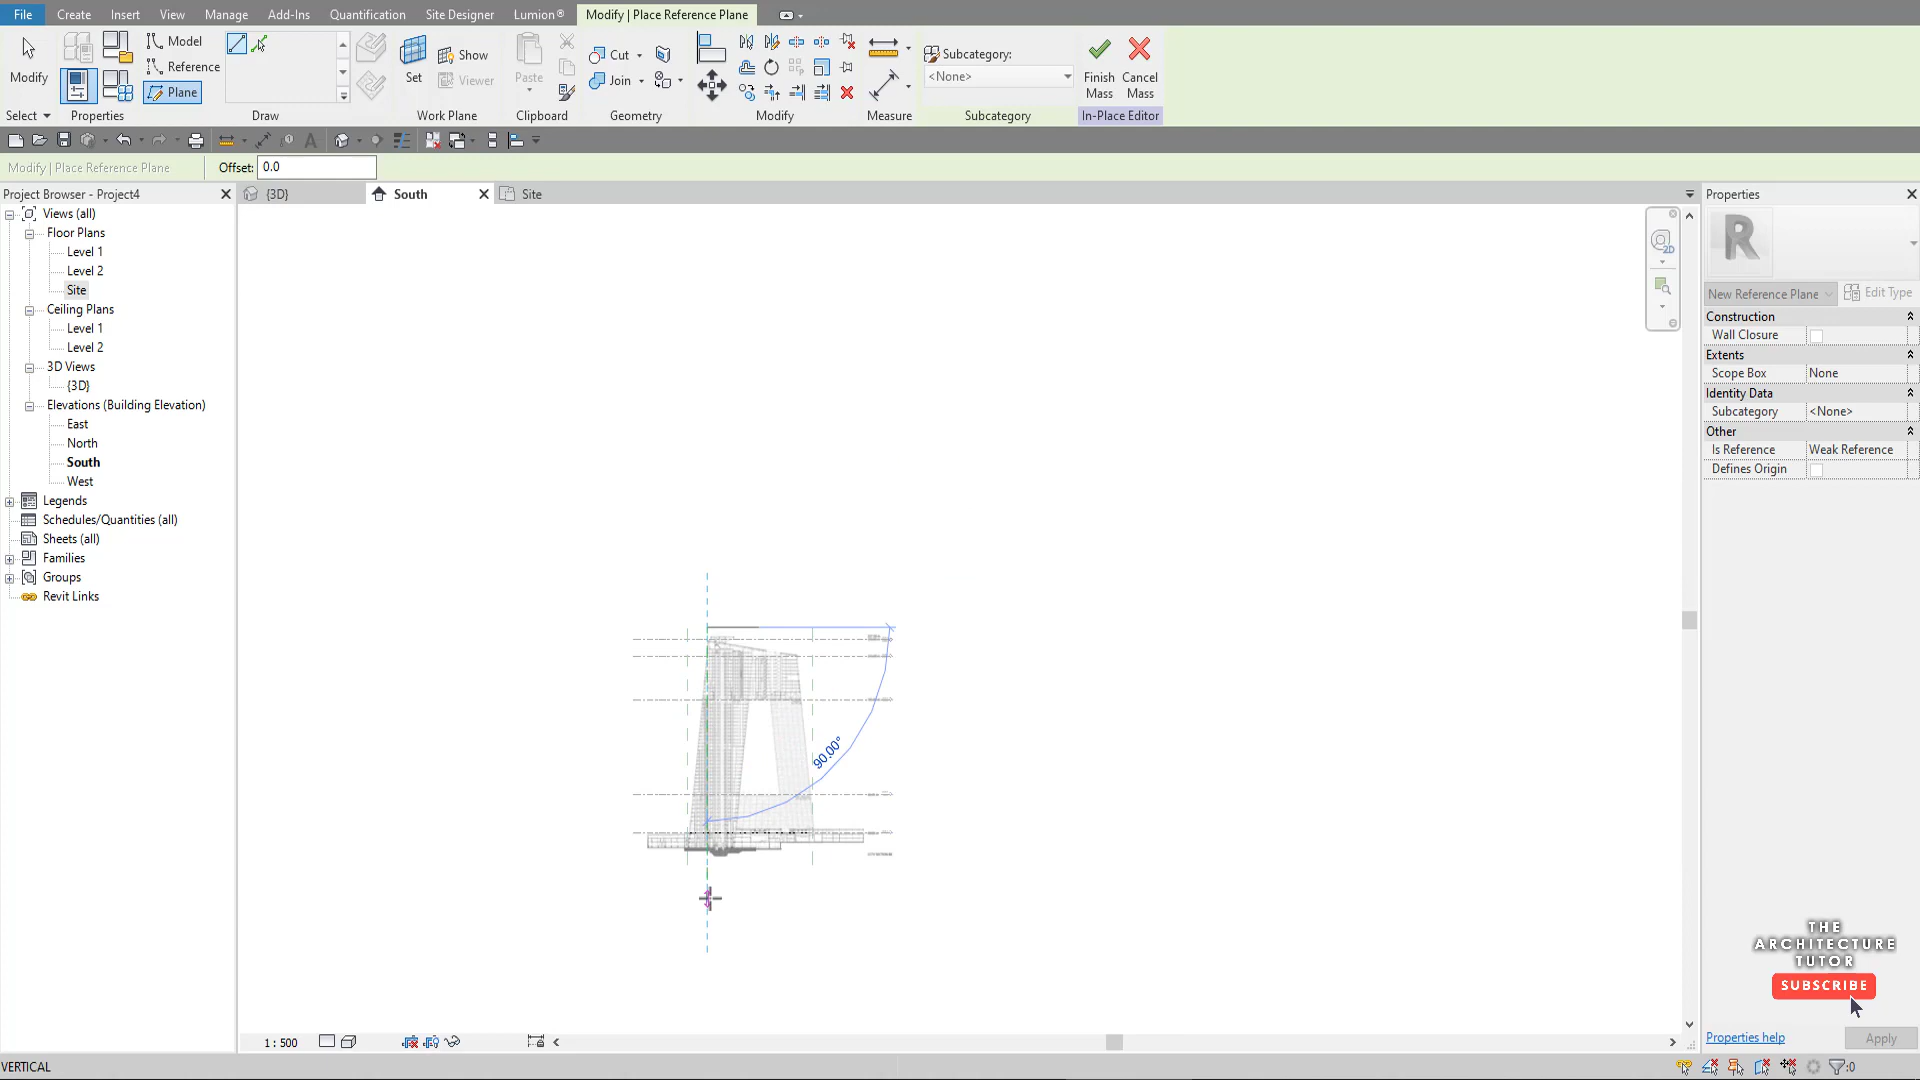 File Create Insert View Manage Add-Ins Quantification Site Designer Lumion® Modify | Place Reference Plane
Modify
Model
Reference
Plane
Set
Show
Viewer
Paste
Cut
Join
Subcategory:
<None>
Finish Mass
Cancel Mass
Select Properties Draw Work Plane Clipboard Geometry Modify Measure Subcategory In-Place Editor
Modify | Place Reference Plane Offset: 0.0
Project Browser - Project4
{3D} South Site
Views (all)
Floor Plans
Level 1
Level 2
Site
Ceiling Plans
Level 1
Level 2
3D Views
{3D}
Elevations (Building Elevation)
East
North
South
West
Legends
Schedules/Quantities (all)
Sheets (all)
Families
Groups
Revit Links
2D
90.00°
Properties
R
New Reference Plane Edit Type
Construction
Wall Closure
Extents
Scope Box None
Identity Data
Subcategory <None>
Other
Is Reference Weak Reference
Defines Origin
THE
ARCHITECTURE
TUTOR
SUBSCRIBE
Properties help Apply
1 : 500
VERTICAL
:0